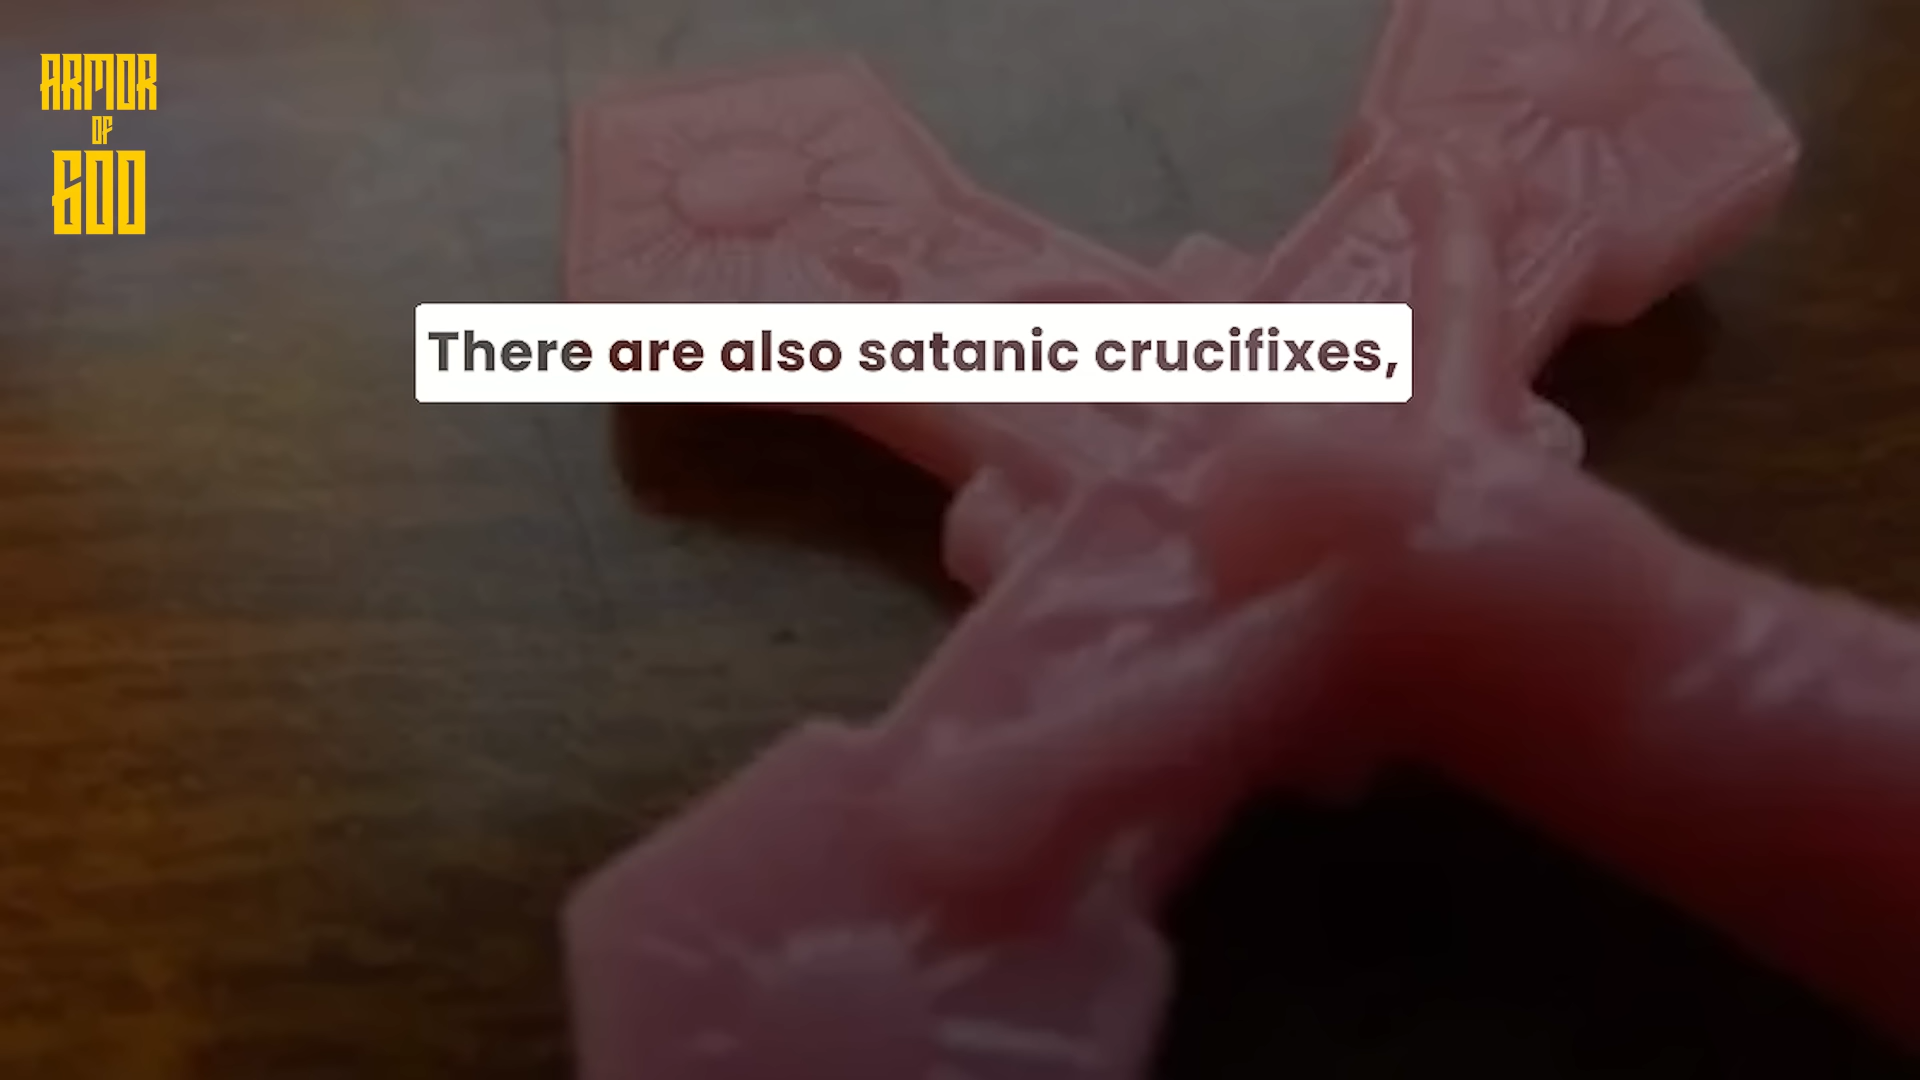 ARMOR
OF
GOD
There are also satanic crucifixes,